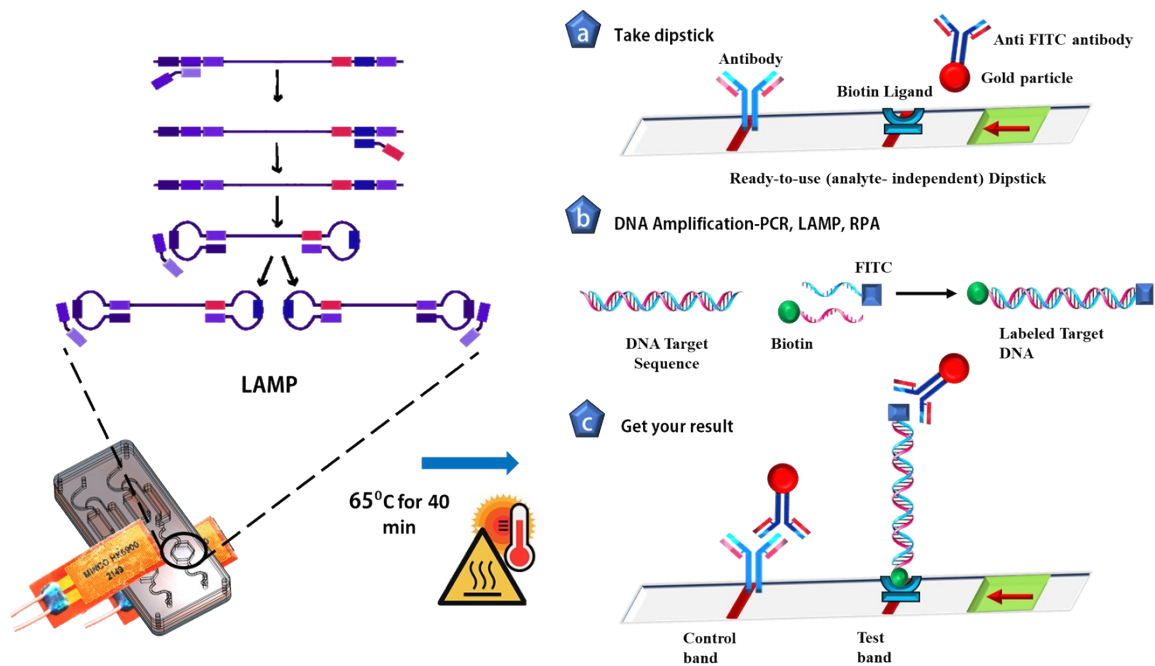 LAMP
MINCO HK6900
2149
65⁰C for 40
min
a
Take dipstick
Antibody
Anti FITC antibody
Gold particle
Biotin Ligand
Ready-to-use (analyte- independent) Dipstick
b
DNA Amplification-PCR, LAMP, RPA
FITC
DNA Target
Sequence
Biotin
Labeled Target
DNA
c
Get your result
Control
band
Test
band